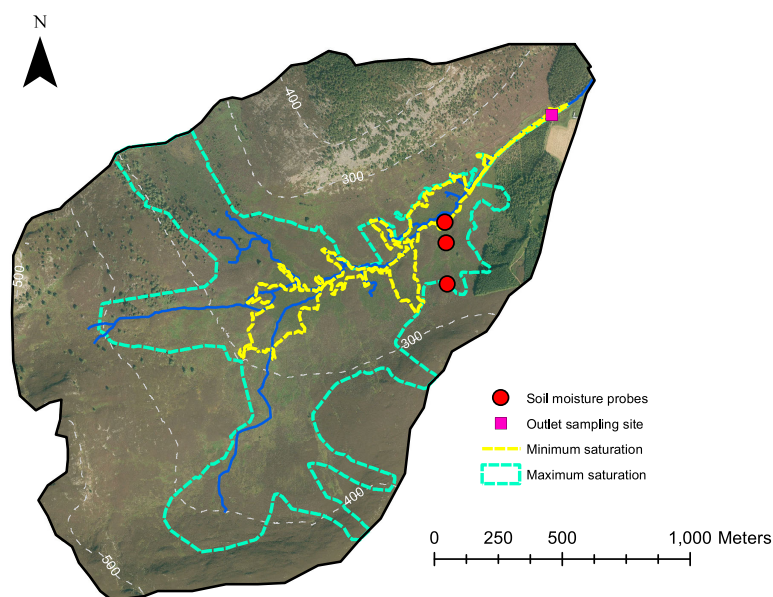 N
400
300
500
300
400
500
Soil moisture probes
Outlet sampling site
Minimum saturation
Maximum saturation
0 250 500 1,000 Meters